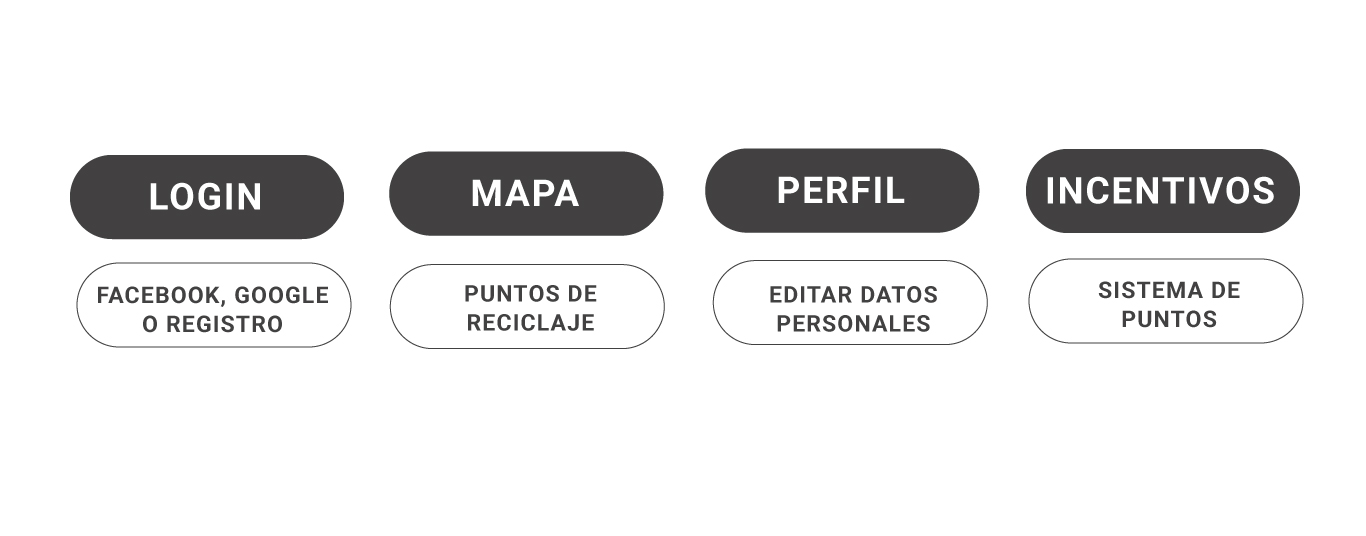 LOGIN
FACEBOOK, GOOGLE
O REGISTRO
MAPA
PUNTOS DE
RECICLAJE
PERFIL
EDITAR DATOS
PERSONALES
INCENTIVOS
SISTEMA DE
PUNTOS